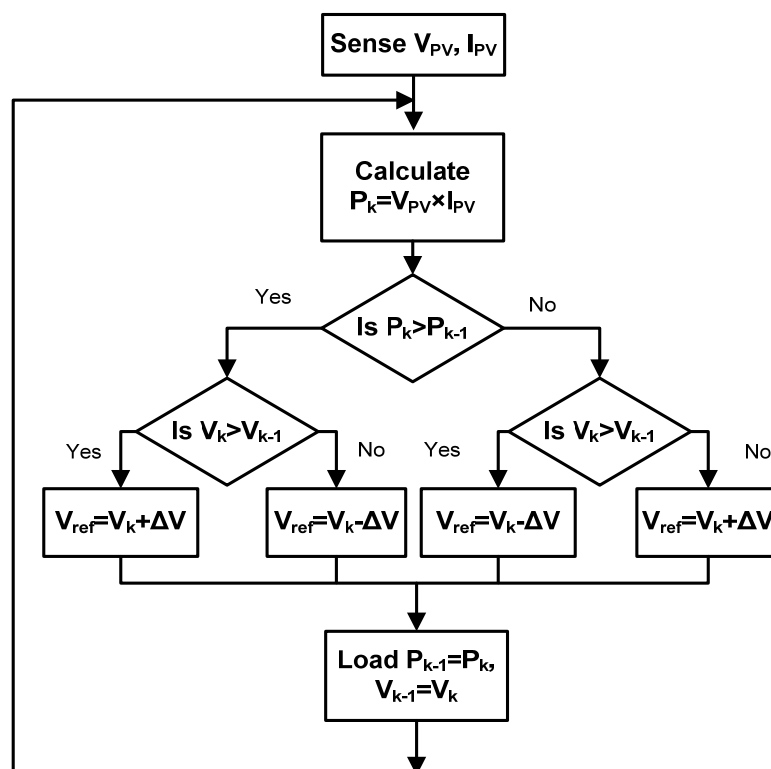 Sense V_PV, I_PV
Calculate
P_k=V_PV×I_PV
Yes
No
Is P_k>P_k-1
Is V_k>V_k-1
Is V_k>V_k-1
Yes
No
Yes
No
V_ref=V_k+ΔV
V_ref=V_k-ΔV
V_ref=V_k-ΔV
V_ref=V_k+ΔV
Load P_k-1=P_k,
V_k-1=V_k